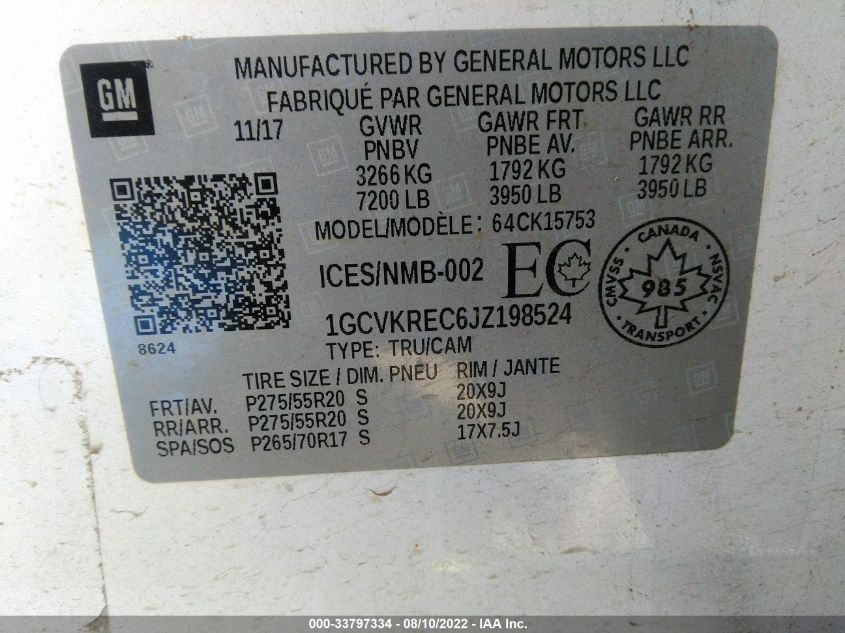 GM
MANUFACTURED BY GENERAL MOTORS LLC
FABRIQUÉ PAR GENERAL MOTORS LLC
11/17 GVWR GAWR FRT. GAWR RR
PNBV PNBE AV. PNBE ARR.
3266 KG 1792 KG 1792 KG
7200 LB 3950 LB 3950 LB
MODEL/MODÈLE: 64CK15753
ICES/NMB-002 EC
CANADA
CMVSS 985 NSVAC
TRANSPORT
1GCVKREC6JZ198524
8624
TYPE: TRU/CAM
TIRE SIZE / DIM. PNEU RIM / JANTE
FRT/AV. P275/55R20 S 20X9J
RR/ARR. P275/55R20 S 20X9J
SPA/SOS P265/70R17 S 17X7.5J
000-33797334 - 08/10/2022 - IAA Inc.